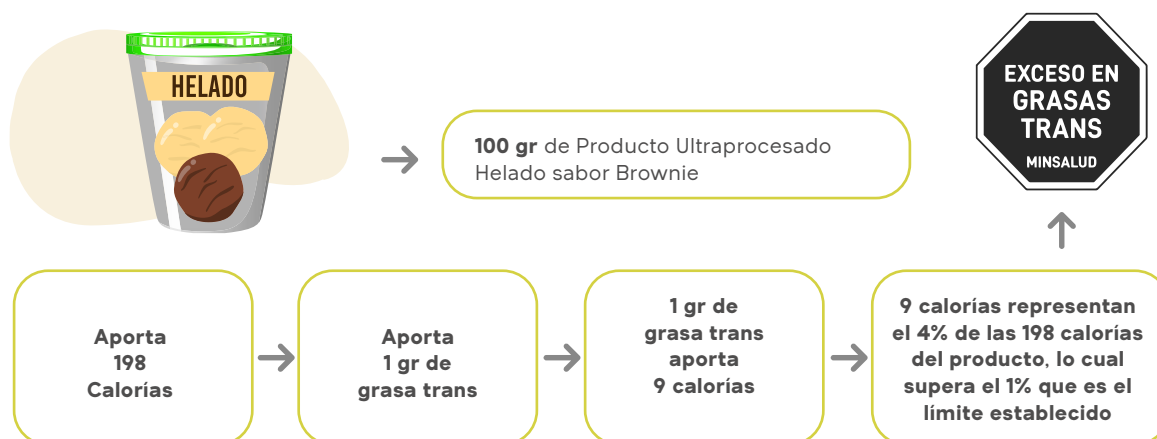 HELADO
100 gr de Producto Ultraprocesado
Helado sabor Brownie
EXCESO EN
GRASAS
TRANS
MINSALUD
Aporta
198
Calorías
Aporta
1 gr de
grasa trans
1 gr de
grasa trans
aporta
9 calorías
9 calorías representan
el 4% de las 198 calorías
del producto, lo cual
supera el 1% que es el
límite establecido